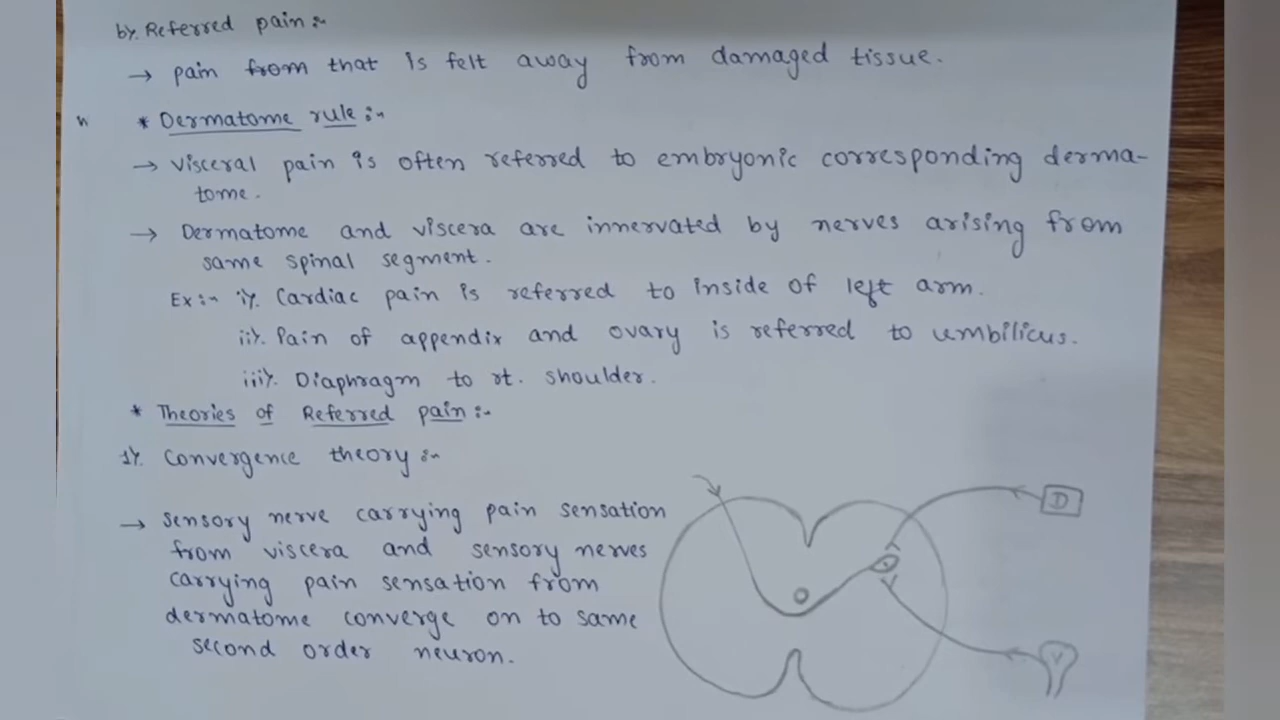 b). Referred pain :-
→ pain from that is felt away from damaged tissue.
* Dermatome rule :-
→ visceral pain is often referred to embryonic corresponding derma-
tome.
→ Dermatome and viscera are innervated by nerves arising from
same spinal segment.
Ex :- i). Cardiac pain is referred to inside of left arm.
ii). Pain of appendix and ovary is referred to umbilicus.
iii). Diaphragm to rt. shoulder.
* Theories of Referred pain :-
1). Convergence theory :-
→ sensory nerve carrying pain sensation
from viscera and sensory nerves
carrying pain sensation from
dermatome converge on to same
second order neuron.
D
V